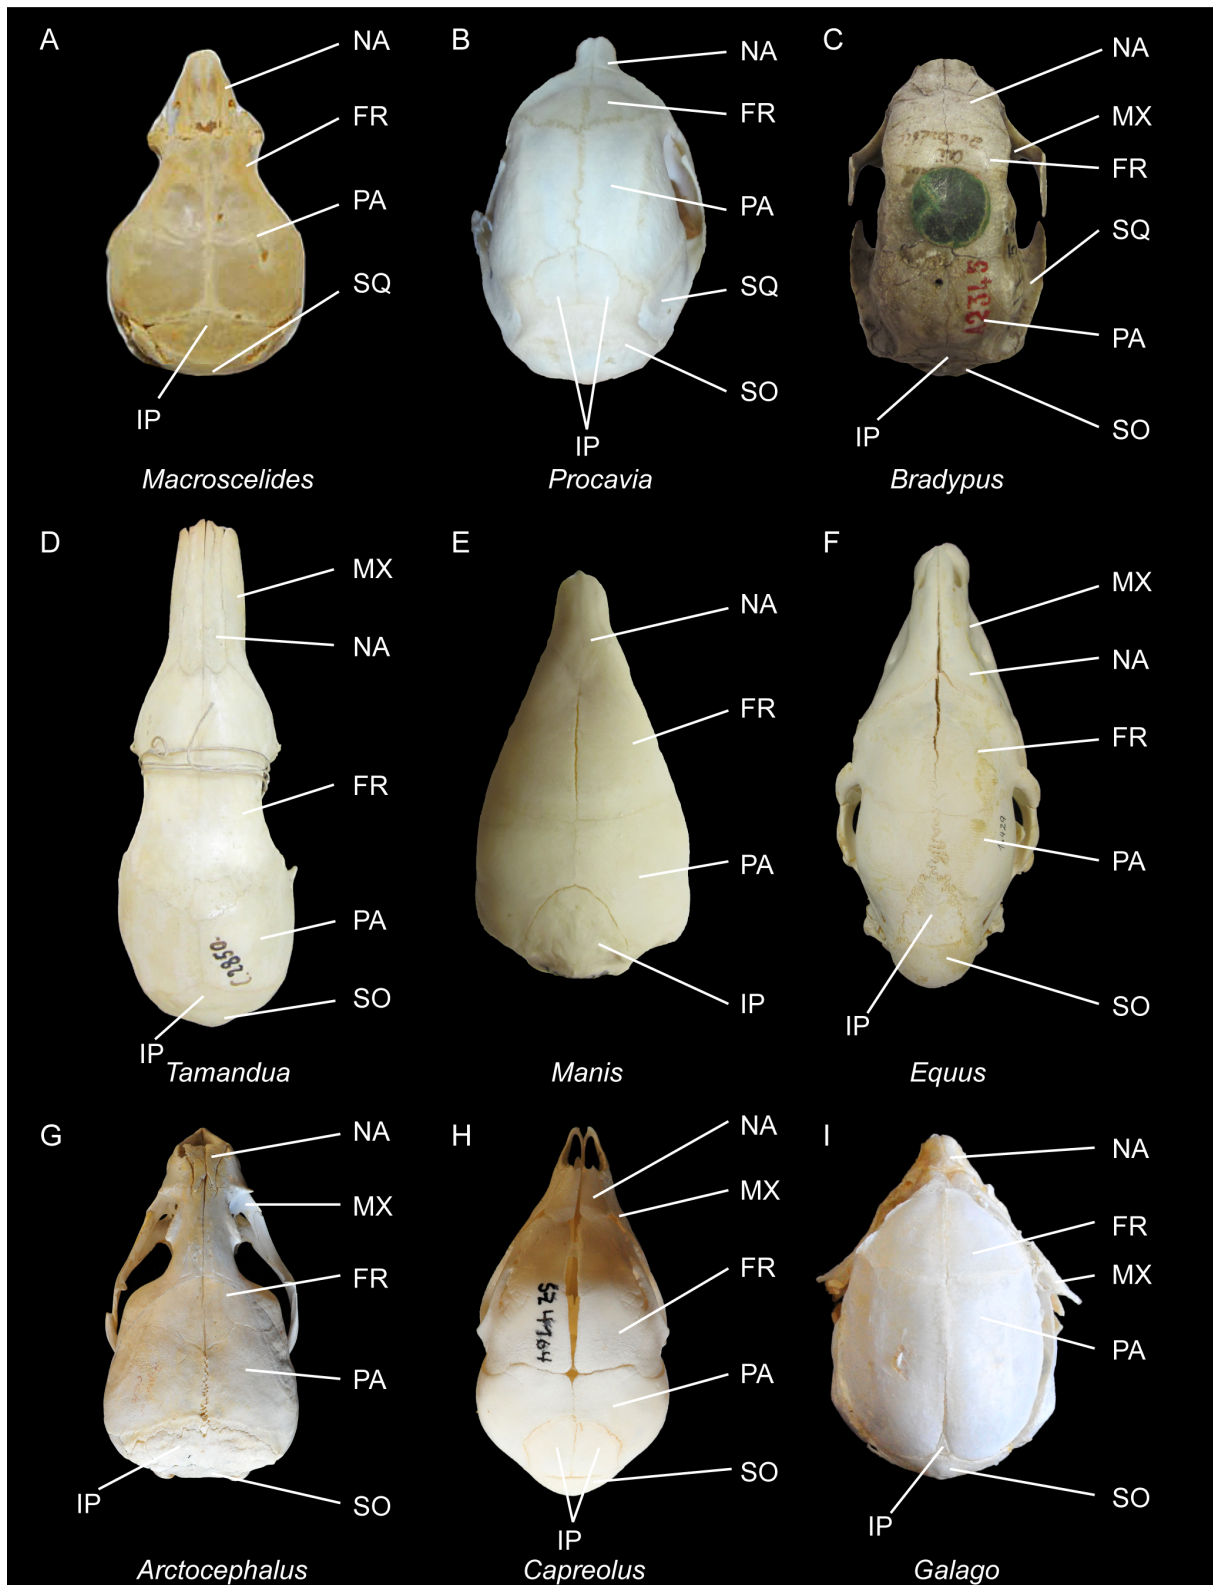 A
NA
FR
PA
SQ
IP
Macroscelides
B
NA
FR
PA
SQ
SO
IP
Procavia
C
NA
MX
FR
SQ
PA
SO
IP
12345
Bradypus
D
MX
NA
FR
PA
SO
IP
2850
Tamandua
E
NA
FR
PA
IP
Manis
F
MX
NA
FR
PA
SO
IP
Equus
G
NA
MX
FR
PA
SO
IP
Arctocephalus
H
NA
MX
FR
PA
SO
IP
Capreolus
I
NA
FR
MX
PA
SO
IP
Galago